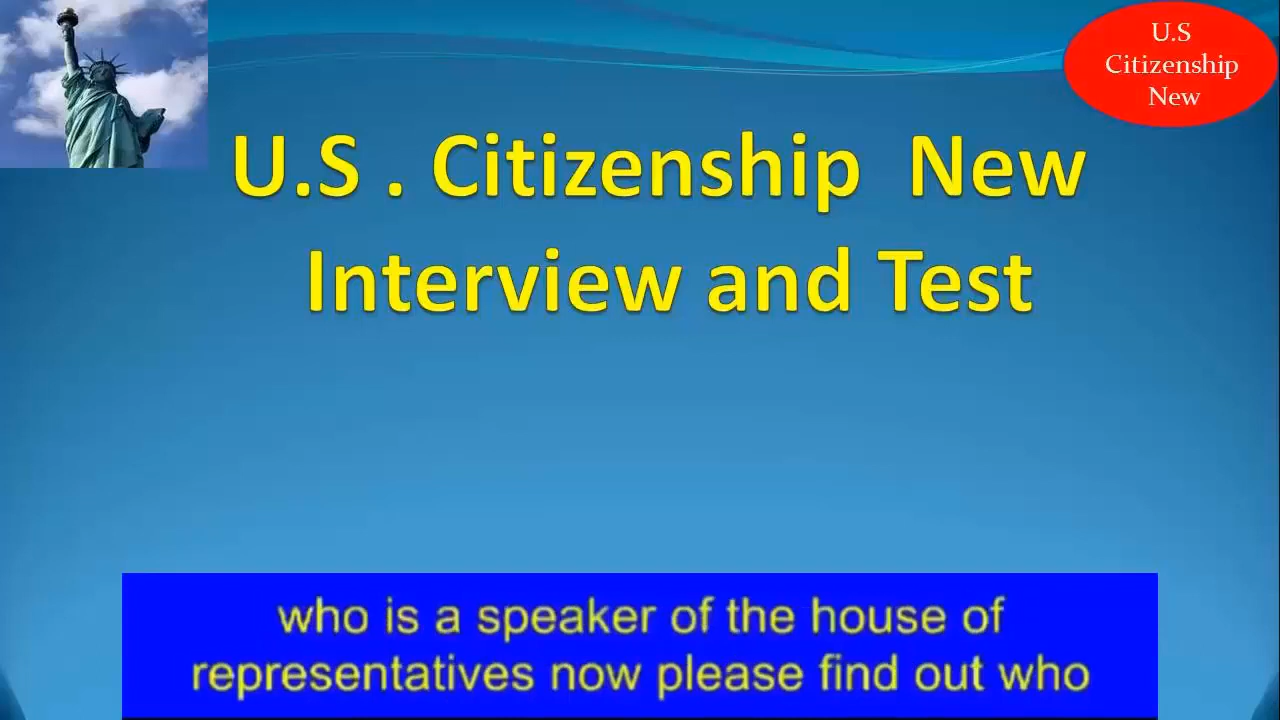 U.S
Citizenship
New
U.S . Citizenship  New
Interview and Test
who is a speaker of the house of
representatives now please find out who